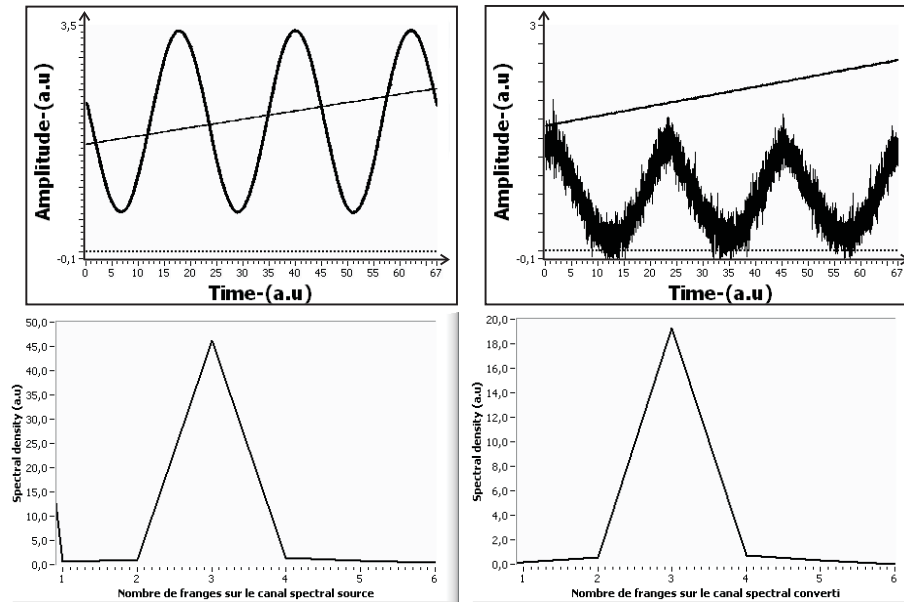 3,5
Amplitude-(a.u)
-0,1
0 5 10 15 20 25 30 35 40 45 50 55 60 67
Time-(a.u)
3
Amplitude-(a.u)
-0,1
0 5 10 15 20 25 30 35 40 45 50 55 60 67
Time-(a.u)
50,0
45,0
40,0
35,0
30,0
25,0
20,0
15,0
10,0
5,0
0,0
Spectral density (a.u)
1 2 3 4 5 6
Nombre de franges sur le canal spectral source
20,0
18,0
16,0
14,0
12,0
10,0
8,0
6,0
4,0
2,0
0,0
Spectral density (a.u)
1 2 3 4 5 6
Nombre de franges sur le canal spectral converti